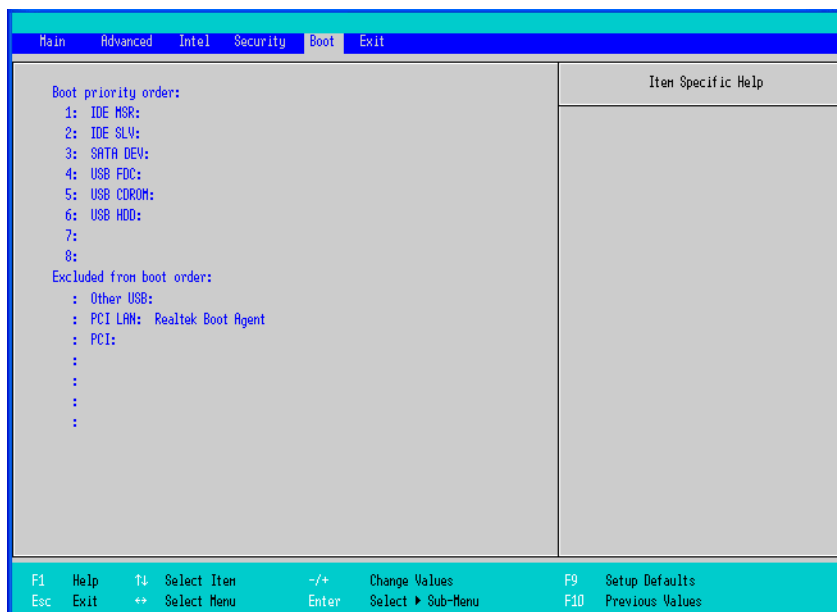 Main Advanced Intel Security Boot Exit
Item Specific Help
Boot priority order:
1: IDE MSR:
2: IDE SLV:
3: SATA DEV:
4: USB FDC:
5: USB CDROM:
6: USB HDD:
7:
8:
Excluded from boot order:
: Other USB:
: PCI LAN: Realtek Boot Agent
: PCI:
:
:
:
:
F1 Help ↑↓ Select Item -/+ Change Values F9 Setup Defaults
Esc Exit ↔ Select Menu Enter Select ▶ Sub-Menu F10 Previous Values